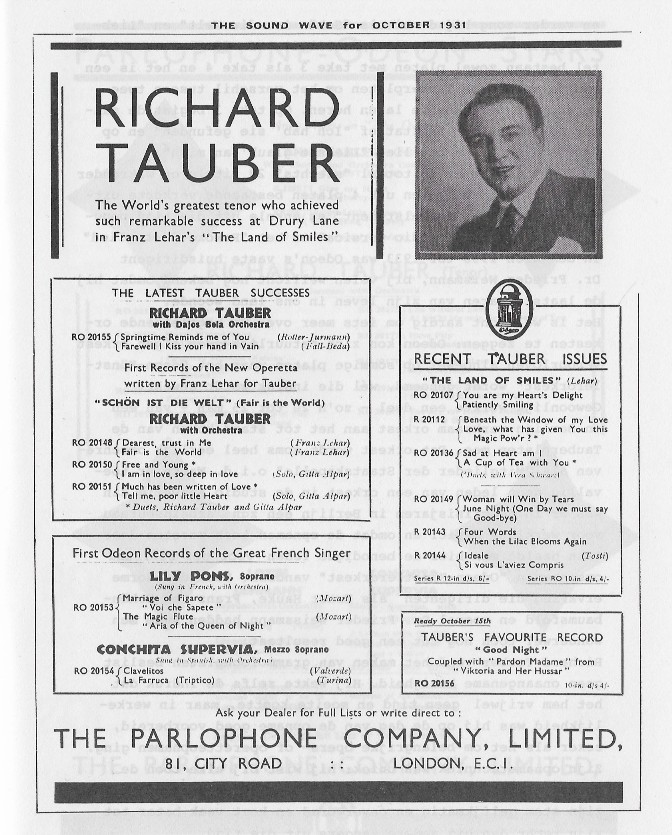 THE SOUND WAVE for OCTOBER 1931
RICHARD
TAUBER
The World's greatest tenor who achieved
such remarkable success at Drury Lane
in Franz Lehar's "The Land of Smiles"
THE LATEST TAUBER SUCCESSES
RICHARD TAUBER
with Dajos Bela Orchestra
RO 20155 { Springtime Reminds me of You (Rotter-Jurmann)
Farewell I Kiss your hand in Vain (Fall-Beda)
First Records of the New Operetta
written by Franz Lehar for Tauber
"SCHÖN IST DIE WELT" (Fair is the World)
RICHARD TAUBER
with Orchestra
RO 20148 { Dearest, trust in Me (Franz Lehar)
Fair is the World (Franz Lehar)
RO 20150 { Free and Young *
I am in love, so deep in love (Solo, Gitta Alpar)
RO 20151 { Much has been written of Love *
Tell me, poor little Heart (Solo, Gitta Alpar)
* Duets, Richard Tauber and Gitta Alpar
First Odeon Records of the Great French Singer
LILY PONS, Soprano
(Sung in French, with Orchestra)
RO 20153 { Marriage of Figaro (Mozart)
"Voi che Sapete"
The Magic Flute (Mozart)
"Aria of the Queen of Night"
CONCHITA SUPERVIA, Mezzo Soprano
Sung in Spanish with Orchestra
RO 20154 { Clavelitos (Valverde)
La Farruca (Triptico) (Turina)
Odeon
RECENT TAUBER ISSUES
"THE LAND OF SMILES" (Lehar)
RO 20107 { You are my Heart's Delight
Patiently Smiling
R 20112 { Beneath the Window of my Love
Love, what has given You this
Magic Pow'r ? *
RO 20136 { Sad at Heart am I
A Cup of Tea with You *
*Duets with Vera Schwarz
RO 20149 { Woman will Win by Tears
June Night (One Day we must say
Good-bye)
R 20143 { Four Words
When the Lilac Blooms Again
R 20144 { Ideale (Tosti)
Si vous L'aviez Compris
Series R 12-in d/s, 6/- Series RO 10-in. d/s, 4/-
Ready October 15th
TAUBER'S FAVOURITE RECORD
"Good Night"
Coupled with "Pardon Madame" from
"Viktoria and Her Hussar"
RO 20156 10-in. d/s 4/-
Ask your Dealer for Full Lists or write direct to :
THE PARLOPHONE COMPANY, LIMITED,
81, CITY ROAD :: LONDON, E.C.1.